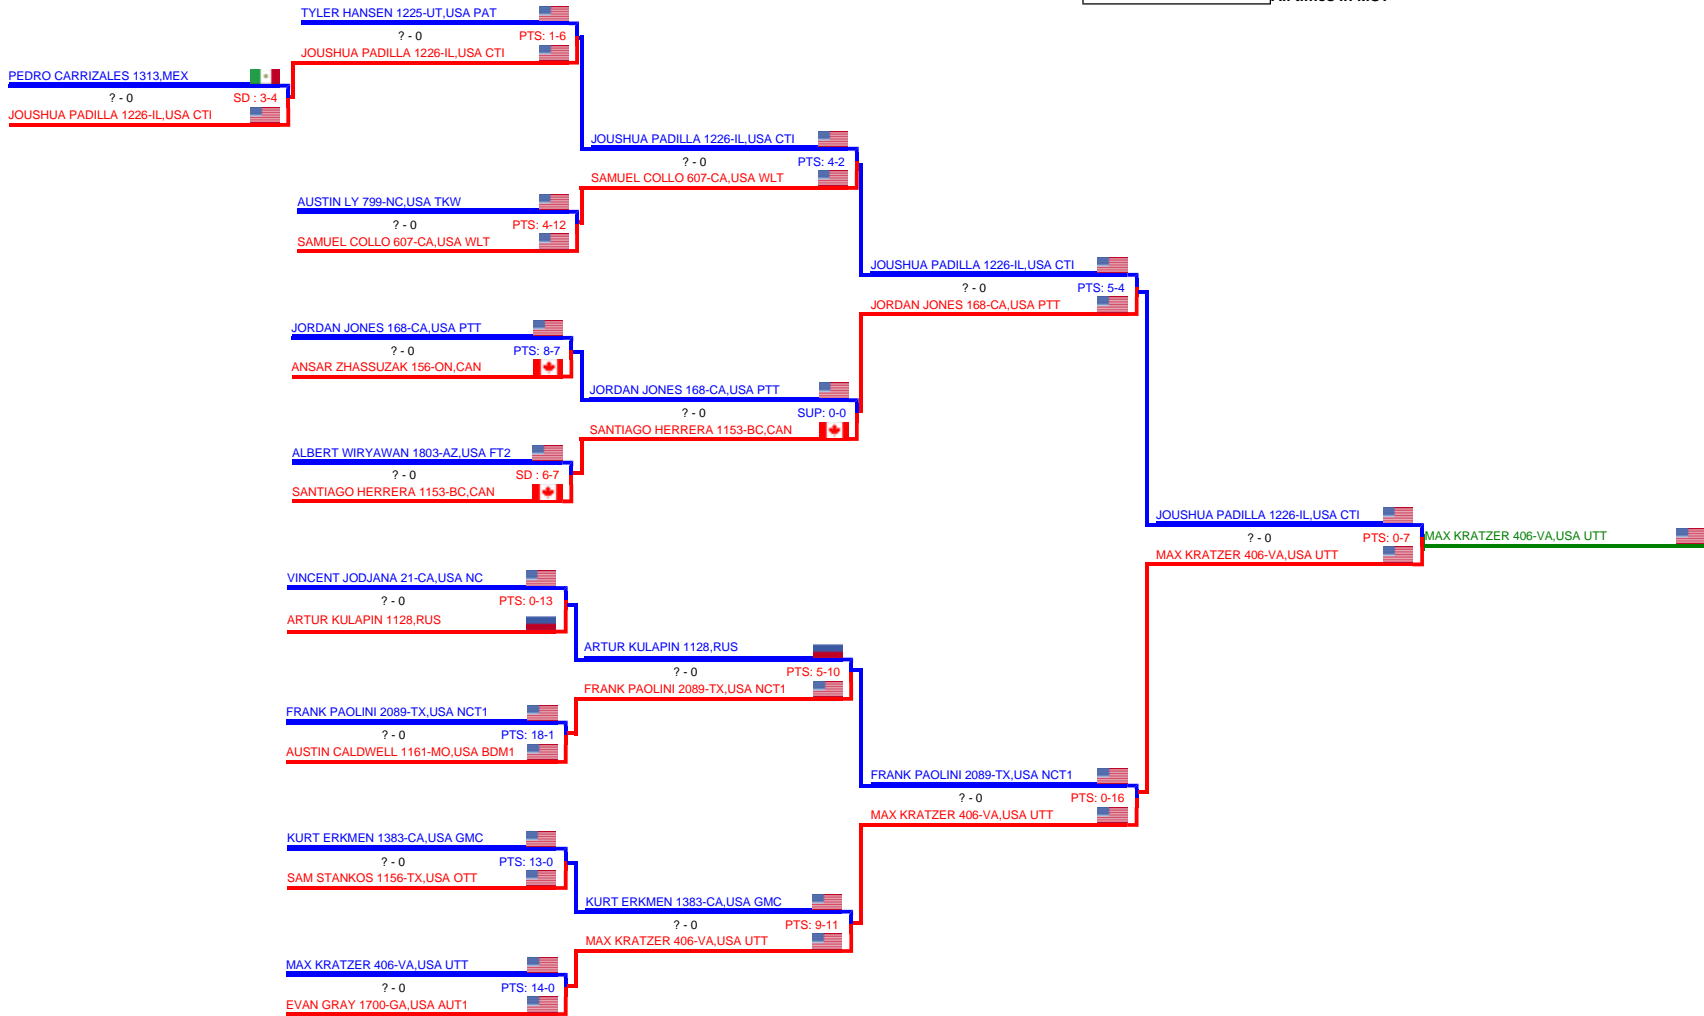 TYLER HANSEN 1225-UT,USA PAT
? - 0 PTS: 1-6
JOUSHUA PADILLA 1226-IL,USA CTI
PEDRO CARRIZALES 1313,MEX
? - 0 SD : 3-4
JOUSHUA PADILLA 1226-IL,USA CTI
JOUSHUA PADILLA 1226-IL,USA CTI
? - 0 PTS: 4-2
SAMUEL COLLO 607-CA,USA WLT
AUSTIN LY 799-NC,USA TKW
? - 0 PTS: 4-12
SAMUEL COLLO 607-CA,USA WLT
JOUSHUA PADILLA 1226-IL,USA CTI
? - 0 PTS: 5-4
JORDAN JONES 168-CA,USA PTT
JORDAN JONES 168-CA,USA PTT
? - 0 PTS: 8-7
ANSAR ZHASSUZAK 156-ON,CAN
JORDAN JONES 168-CA,USA PTT
? - 0 SUP: 0-0
SANTIAGO HERRERA 1153-BC,CAN
ALBERT WIRYAWAN 1803-AZ,USA FT2
? - 0 SD : 6-7
SANTIAGO HERRERA 1153-BC,CAN
JOUSHUA PADILLA 1226-IL,USA CTI
? - 0 PTS: 0-7
MAX KRATZER 406-VA,USA UTT
MAX KRATZER 406-VA,USA UTT
VINCENT JODJANA 21-CA,USA NC
? - 0 PTS: 0-13
ARTUR KULAPIN 1128,RUS
ARTUR KULAPIN 1128,RUS
? - 0 PTS: 5-10
FRANK PAOLINI 2089-TX,USA NCT1
FRANK PAOLINI 2089-TX,USA NCT1
? - 0 PTS: 18-1
AUSTIN CALDWELL 1161-MO,USA BDM1
FRANK PAOLINI 2089-TX,USA NCT1
? - 0 PTS: 0-16
MAX KRATZER 406-VA,USA UTT
KURT ERKMEN 1383-CA,USA GMC
? - 0 PTS: 13-0
SAM STANKOS 1156-TX,USA OTT
KURT ERKMEN 1383-CA,USA GMC
? - 0 PTS: 9-11
MAX KRATZER 406-VA,USA UTT
MAX KRATZER 406-VA,USA UTT
? - 0 PTS: 14-0
EVAN GRAY 1700-GA,USA AUT1